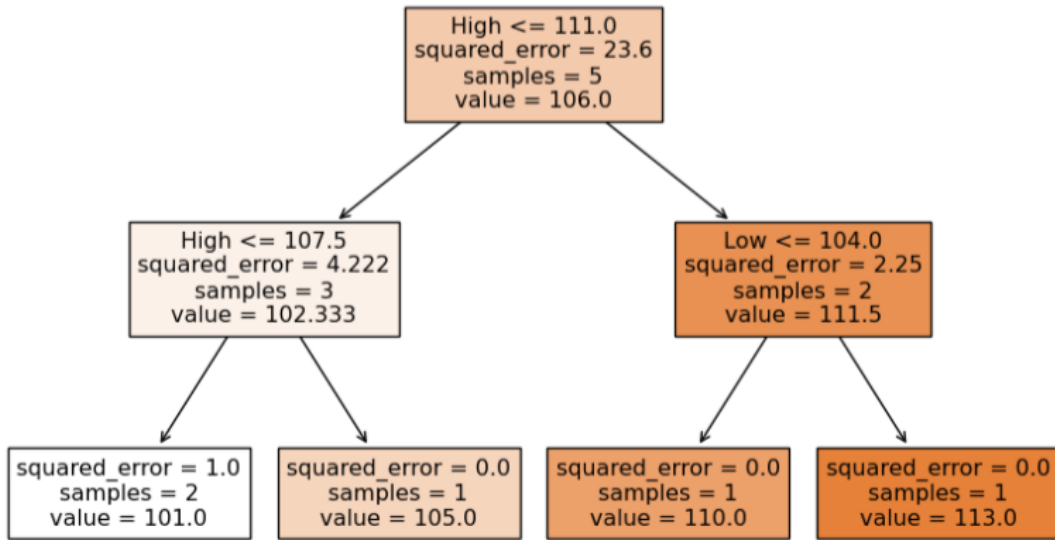 High <= 111.0
squared_error = 23.6
samples = 5
value = 106.0
High <= 107.5
squared_error = 4.222
samples = 3
value = 102.333
Low <= 104.0
squared_error = 2.25
samples = 2
value = 111.5
squared_error = 1.0
samples = 2
value = 101.0
squared_error = 0.0
samples = 1
value = 105.0
squared_error = 0.0
samples = 1
value = 110.0
squared_error = 0.0
samples = 1
value = 113.0